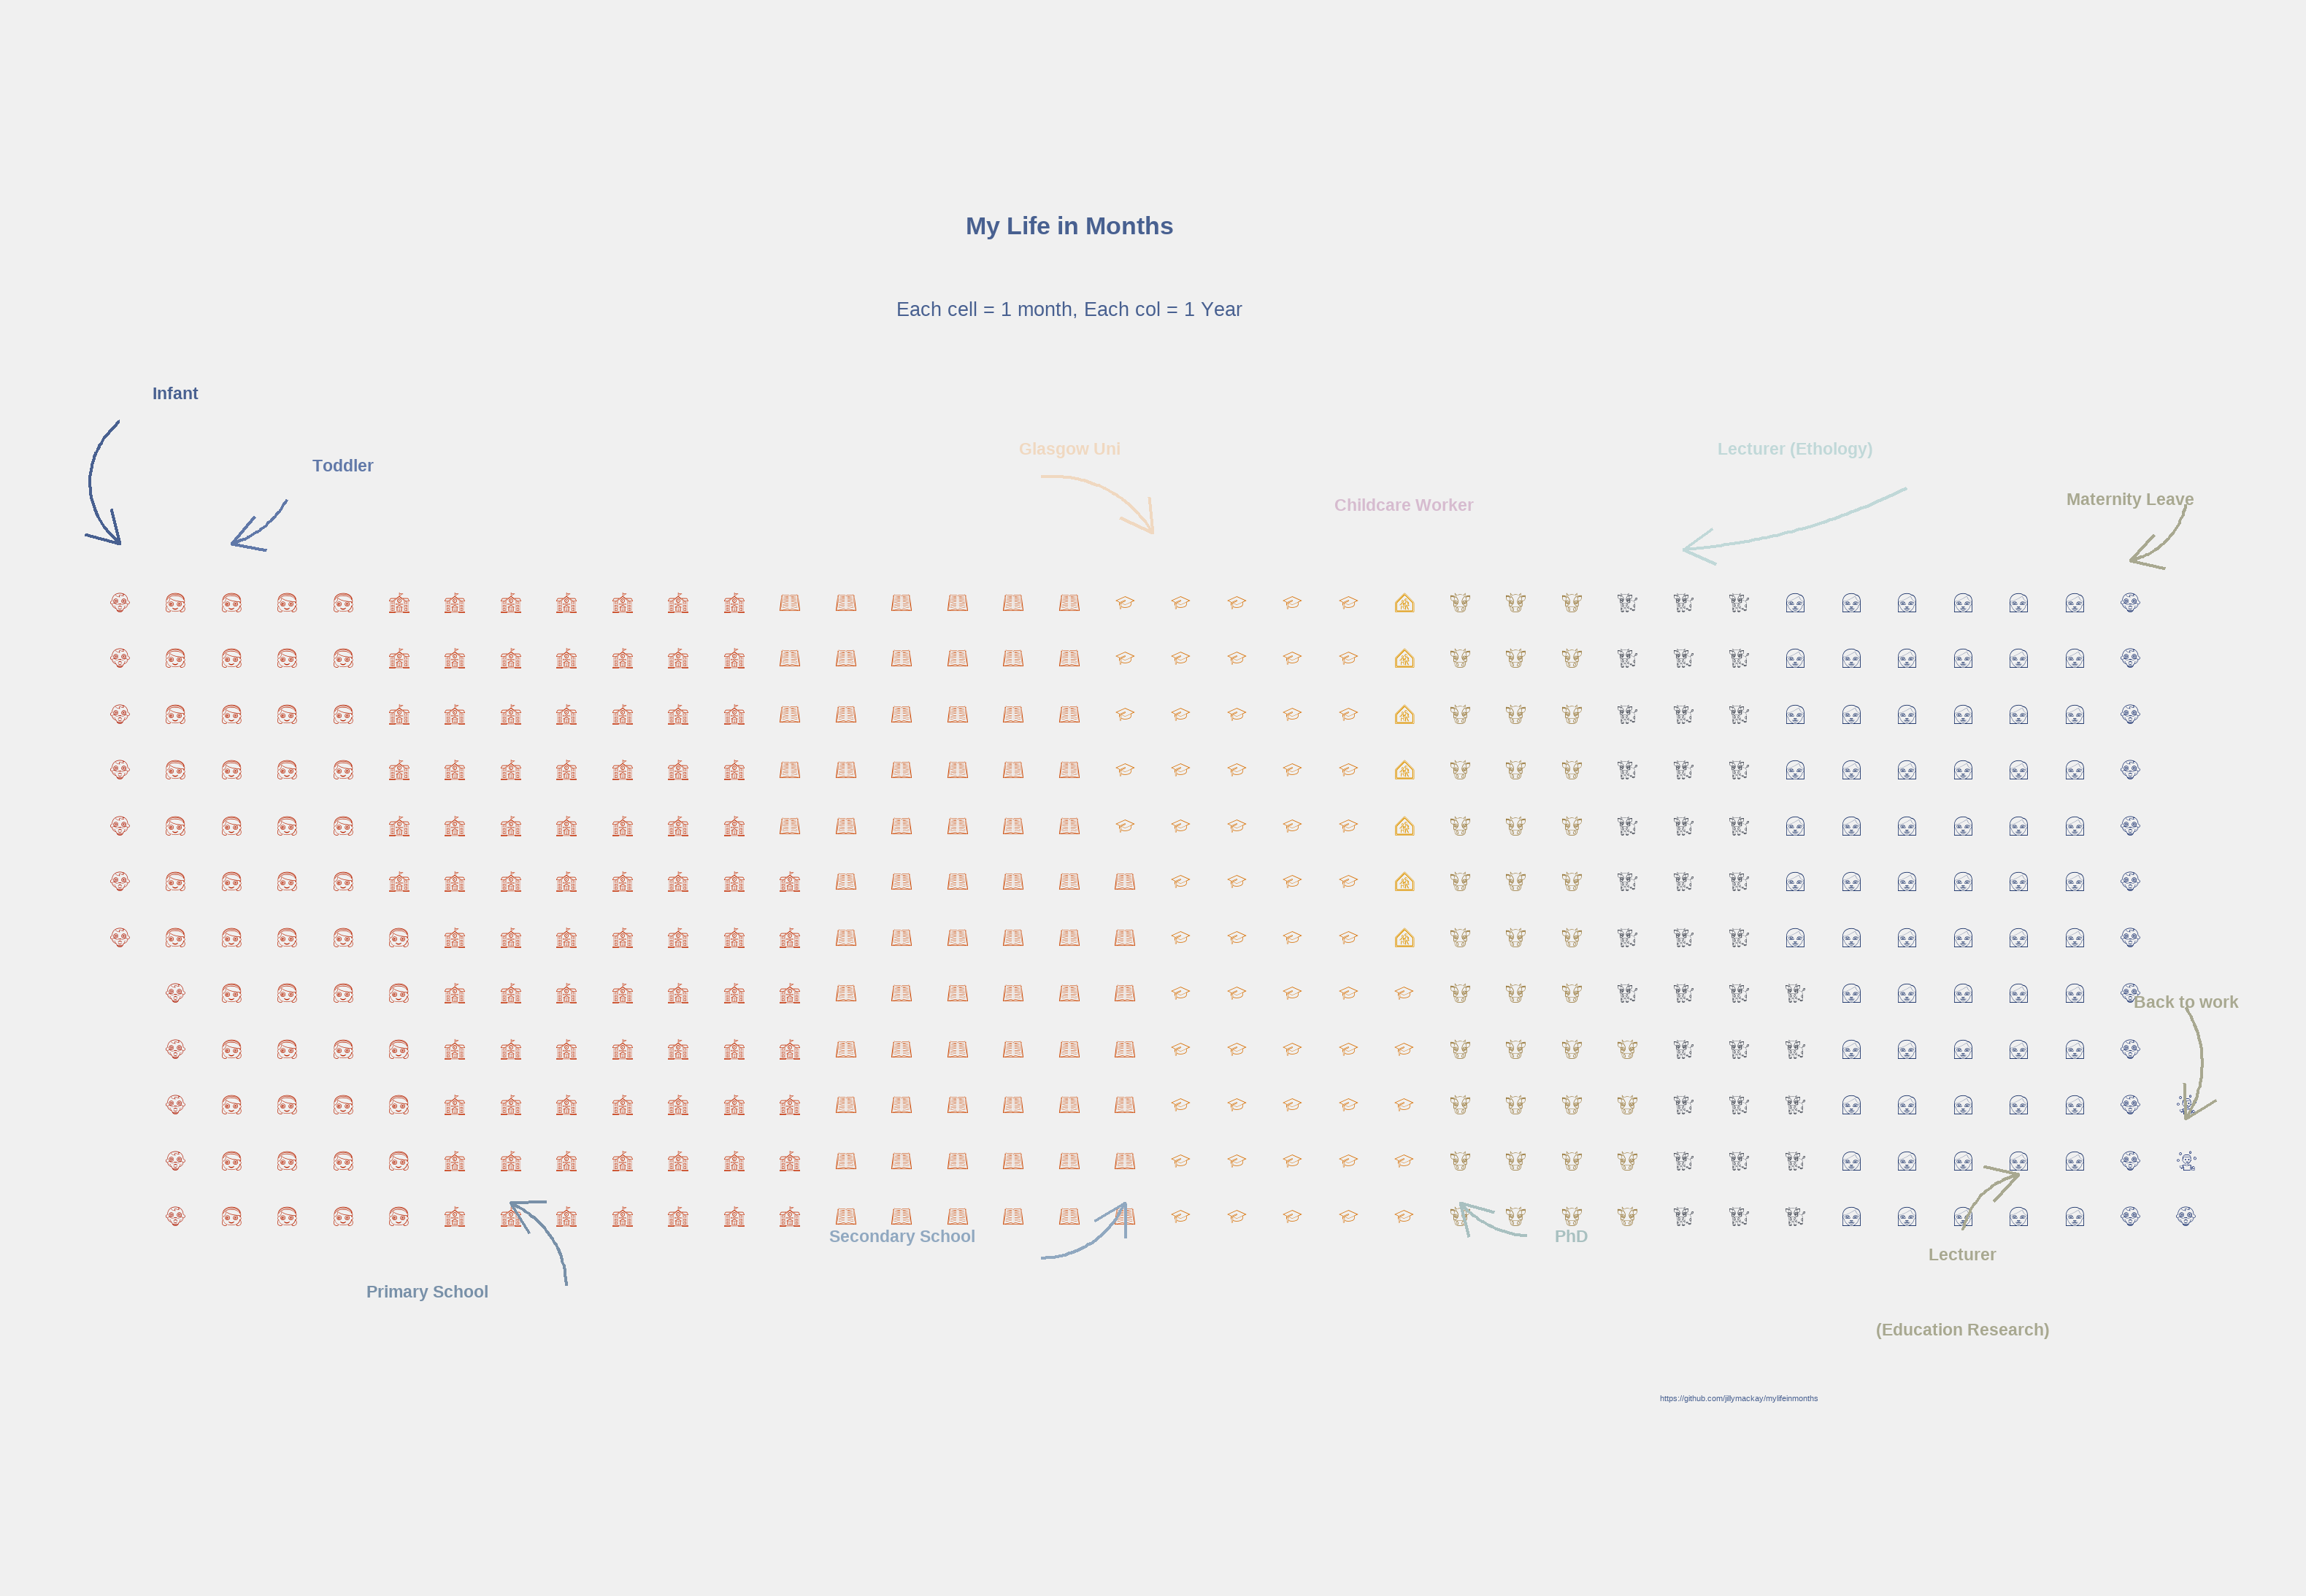 My Life in Months
Each cell = 1 month, Each col = 1 Year
Infant
Toddler
Glasgow Uni
Lecturer (Ethology)
Childcare Worker
Maternity Leave
Back to work
Secondary School
PhD
Lecturer
Primary School
(Education Research)
https://github.com/jillymackay/mylifeinmonths